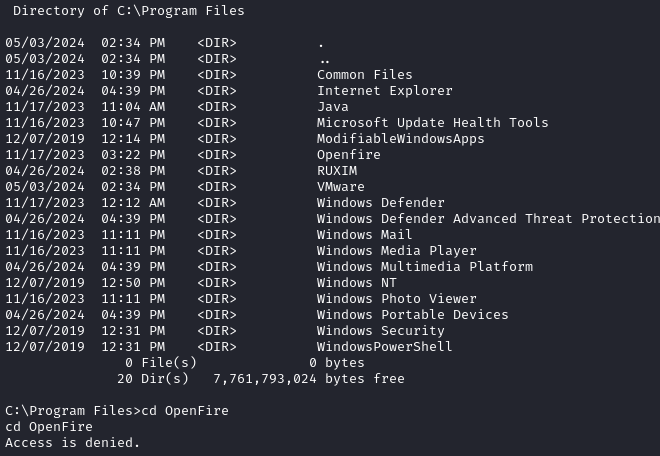 Directory of C:\Program Files
05/03/2024  02:34 PM    <DIR>          .
05/03/2024  02:34 PM    <DIR>          ..
11/16/2023  10:39 PM    <DIR>          Common Files
04/26/2024  04:39 PM    <DIR>          Internet Explorer
11/17/2023  11:04 AM    <DIR>          Java
11/16/2023  10:47 PM    <DIR>          Microsoft Update Health Tools
12/07/2019  12:14 PM    <DIR>          ModifiableWindowsApps
11/17/2023  03:22 PM    <DIR>          Openfire
04/26/2024  02:38 PM    <DIR>          RUXIM
05/03/2024  02:34 PM    <DIR>          VMware
11/17/2023  12:12 AM    <DIR>          Windows Defender
04/26/2024  04:39 PM    <DIR>          Windows Defender Advanced Threat Protection
11/16/2023  11:11 PM    <DIR>          Windows Mail
11/16/2023  11:11 PM    <DIR>          Windows Media Player
04/26/2024  04:39 PM    <DIR>          Windows Multimedia Platform
12/07/2019  12:50 PM    <DIR>          Windows NT
11/16/2023  11:11 PM    <DIR>          Windows Photo Viewer
04/26/2024  04:39 PM    <DIR>          Windows Portable Devices
12/07/2019  12:31 PM    <DIR>          Windows Security
12/07/2019  12:31 PM    <DIR>          WindowsPowerShell
               0 File(s)              0 bytes
              20 Dir(s)   7,761,793,024 bytes free
C:\Program Files>cd OpenFire
cd OpenFire
Access is denied.